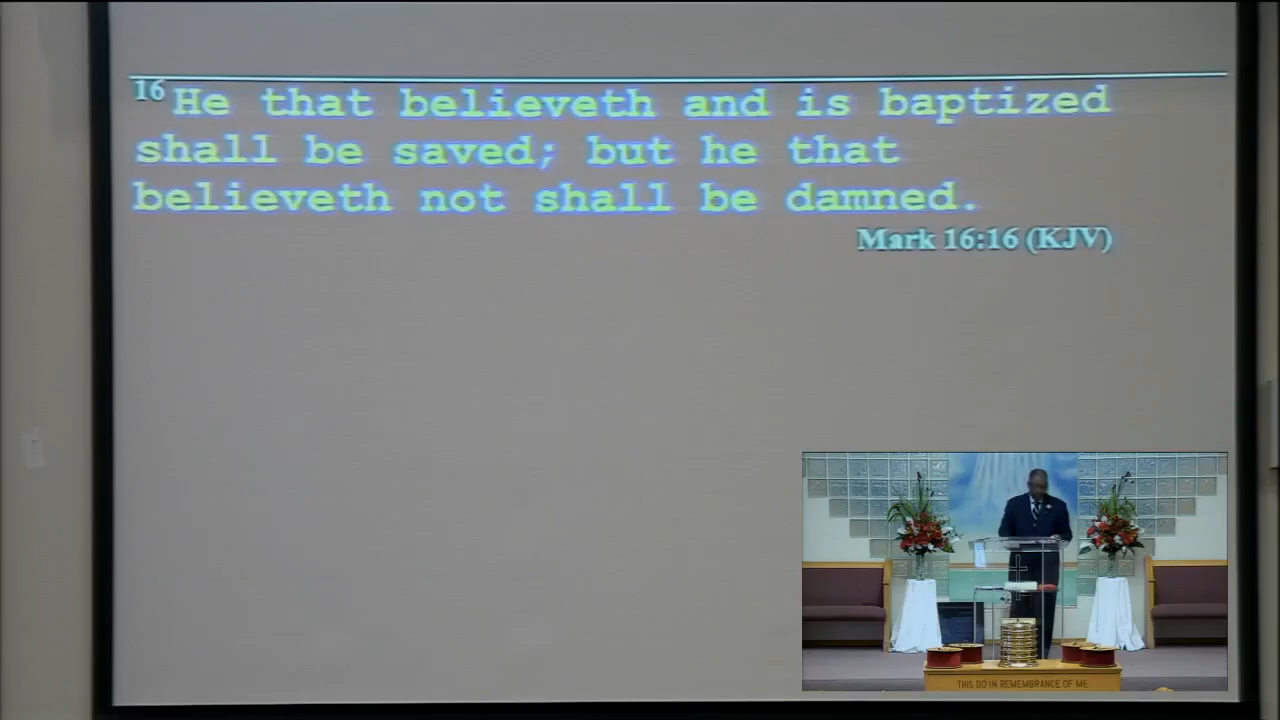 16 He that believeth and is baptized
shall be saved; but he that
believeth not shall be damned.
Mark 16:16 (KJV)
THIS DO IN REMEMBRANCE OF ME